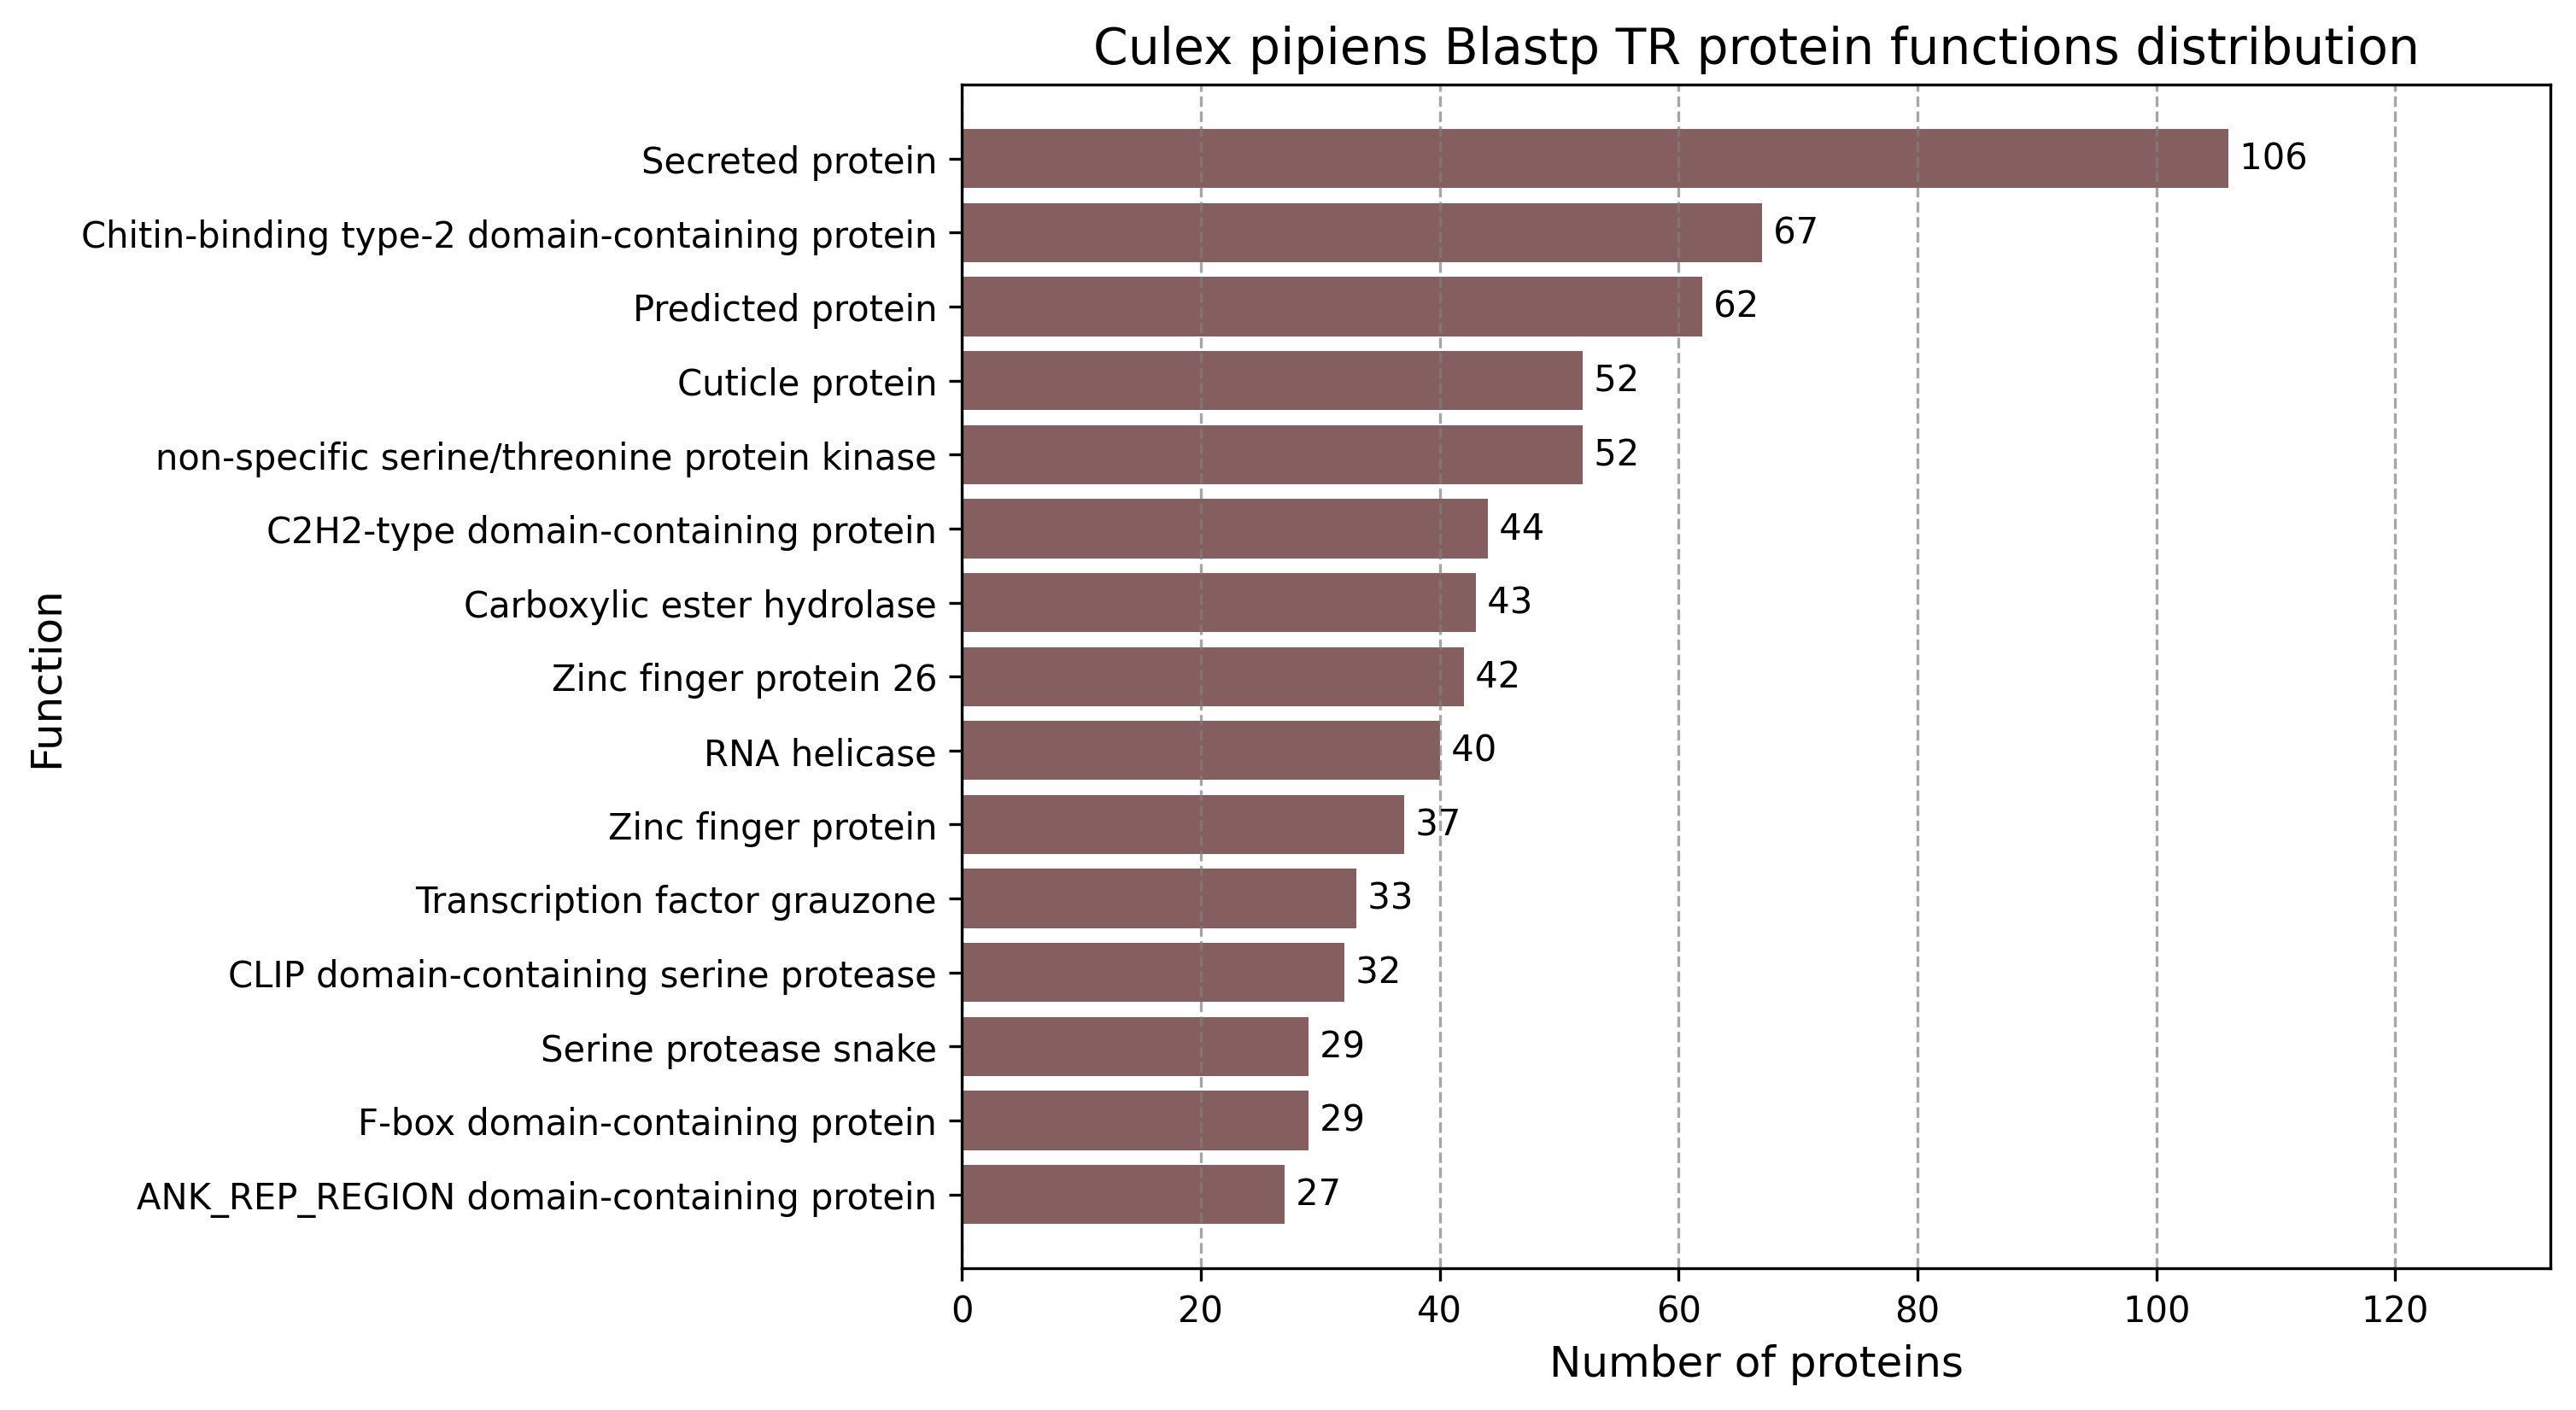 Culex pipiens Blastp TR protein functions distribution
Function
Secreted protein 106
Chitin-binding type-2 domain-containing protein 67
Predicted protein 62
Cuticle protein 52
non-specific serine/threonine protein kinase 52
C2H2-type domain-containing protein 44
Carboxylic ester hydrolase 43
Zinc finger protein 26 42
RNA helicase 40
Zinc finger protein 37
Transcription factor grauzone 33
CLIP domain-containing serine protease 32
Serine protease snake 29
F-box domain-containing protein 29
ANK_REP_REGION domain-containing protein 27
0 20 40 60 80 100 120
Number of proteins